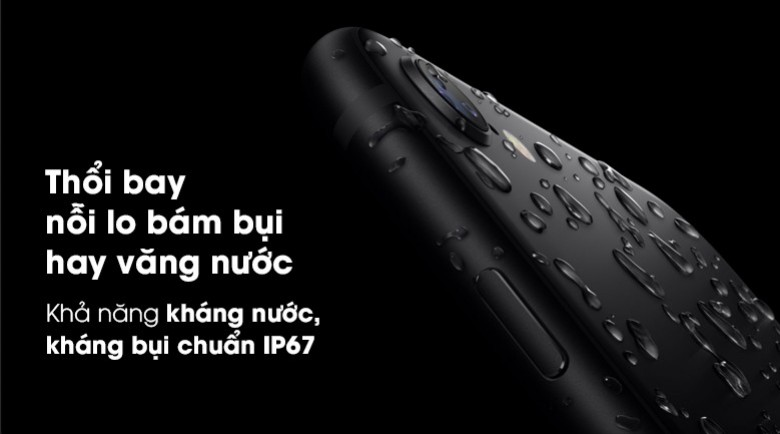 Thổi bay
nỗi lo bám bụi
hay văng nước
Khả năng kháng nước,
kháng bụi chuẩn IP67